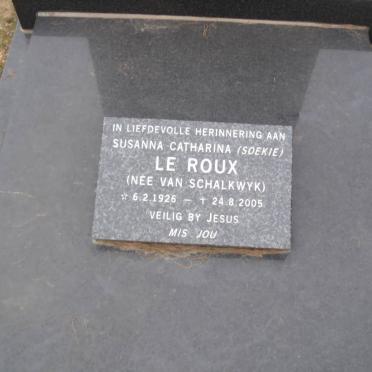 IN LIEFDEVOLLE HERINNERING AAN
SUSANNA CATHARINA (SOEKIE)
LE ROUX
(NEE VAN SCHALKWYK)
☆ 6.2.1926 – † 24.8.2005
VEILIG BY JESUS
MIS JOU